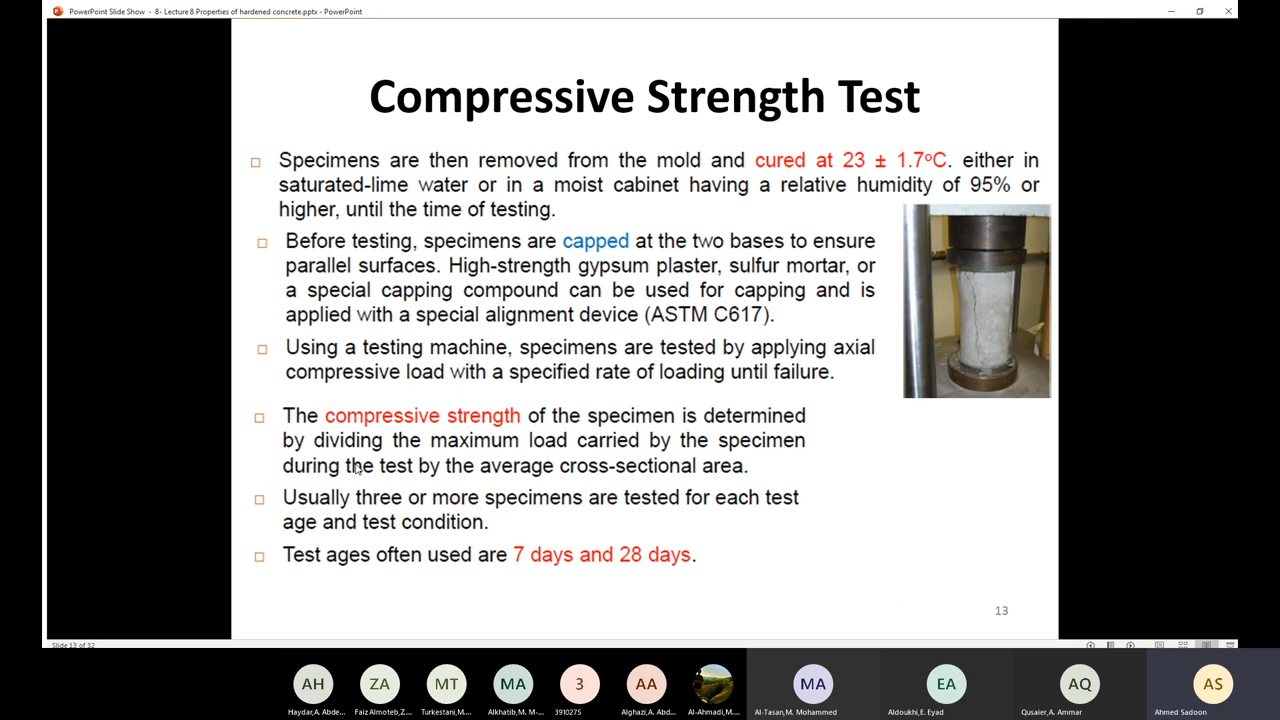 PowerPoint Slide Show - 8- Lecture 8 Properties of hardened concrete.pptx - PowerPoint
Compressive Strength Test
Specimens are then removed from the mold and cured at 23 ± 1.7ºC. either in
saturated-lime water or in a moist cabinet having a relative humidity of 95% or
higher, until the time of testing.
Before testing, specimens are capped at the two bases to ensure
parallel surfaces. High-strength gypsum plaster, sulfur mortar, or
a special capping compound can be used for capping and is
applied with a special alignment device (ASTM C617).
Using a testing machine, specimens are tested by applying axial
compressive load with a specified rate of loading until failure.
The compressive strength of the specimen is determined
by dividing the maximum load carried by the specimen
during the test by the average cross-sectional area.
Usually three or more specimens are tested for each test
age and test condition.
Test ages often used are 7 days and 28 days.
13
Slide 13 of 32
AH ZA MT MA 3 AA MA EA AQ AS
Haydar,A. Abde... FaizAlmoteb,Z.... Turkestani,M.... Alkhatib,M. M-... 3910275 Alghazi,A. Abd... Al-Ahmadi,M.... Al-Tasan,M. Mohammed Aldoukhi,E. Eyad Qusaier,A. Ammar Ahmed Sadoon